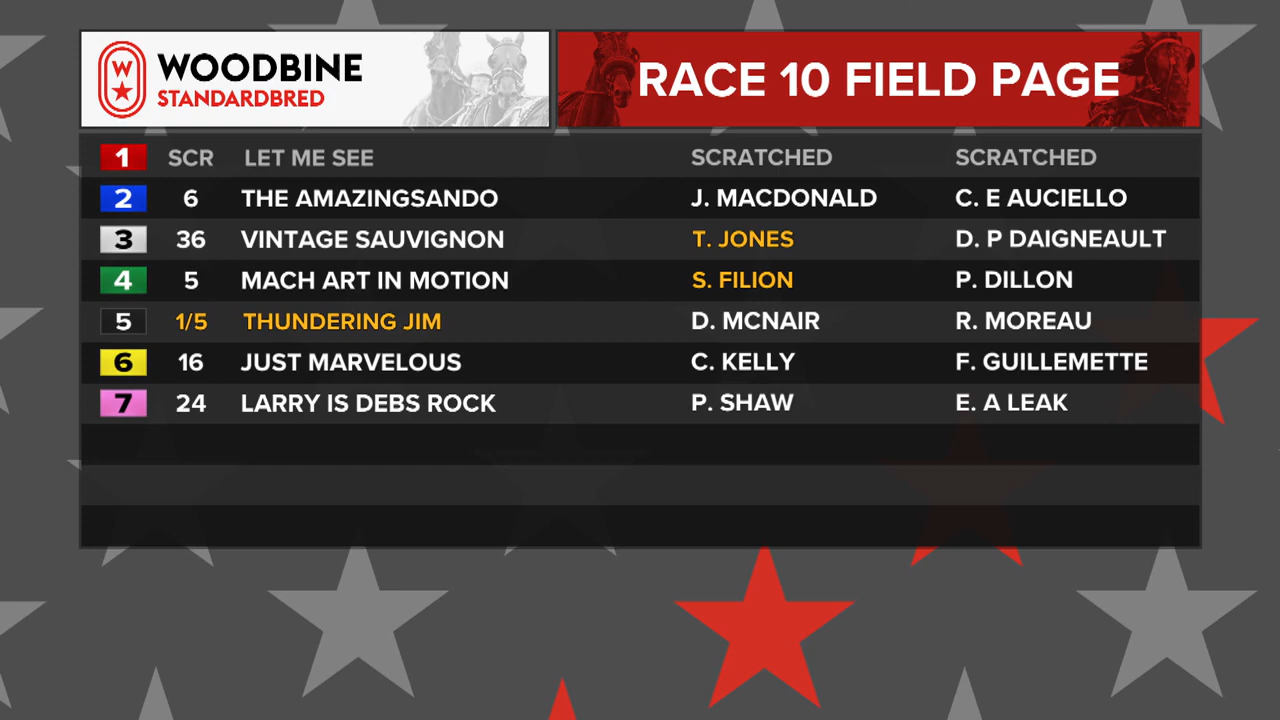 W
WOODBINE
STANDARDBRED
RACE 10 FIELD PAGE
1 SCR LET ME SEE SCRATCHED SCRATCHED
2 6 THE AMAZINGSANDO J. MACDONALD C. E AUCIELLO
3 36 VINTAGE SAUVIGNON T. JONES D. P DAIGNEAULT
4 5 MACH ART IN MOTION S. FILION P. DILLON
5 1/5 THUNDERING JIM D. MCNAIR R. MOREAU
6 16 JUST MARVELOUS C. KELLY F. GUILLEMETTE
7 24 LARRY IS DEBS ROCK P. SHAW E. A LEAK